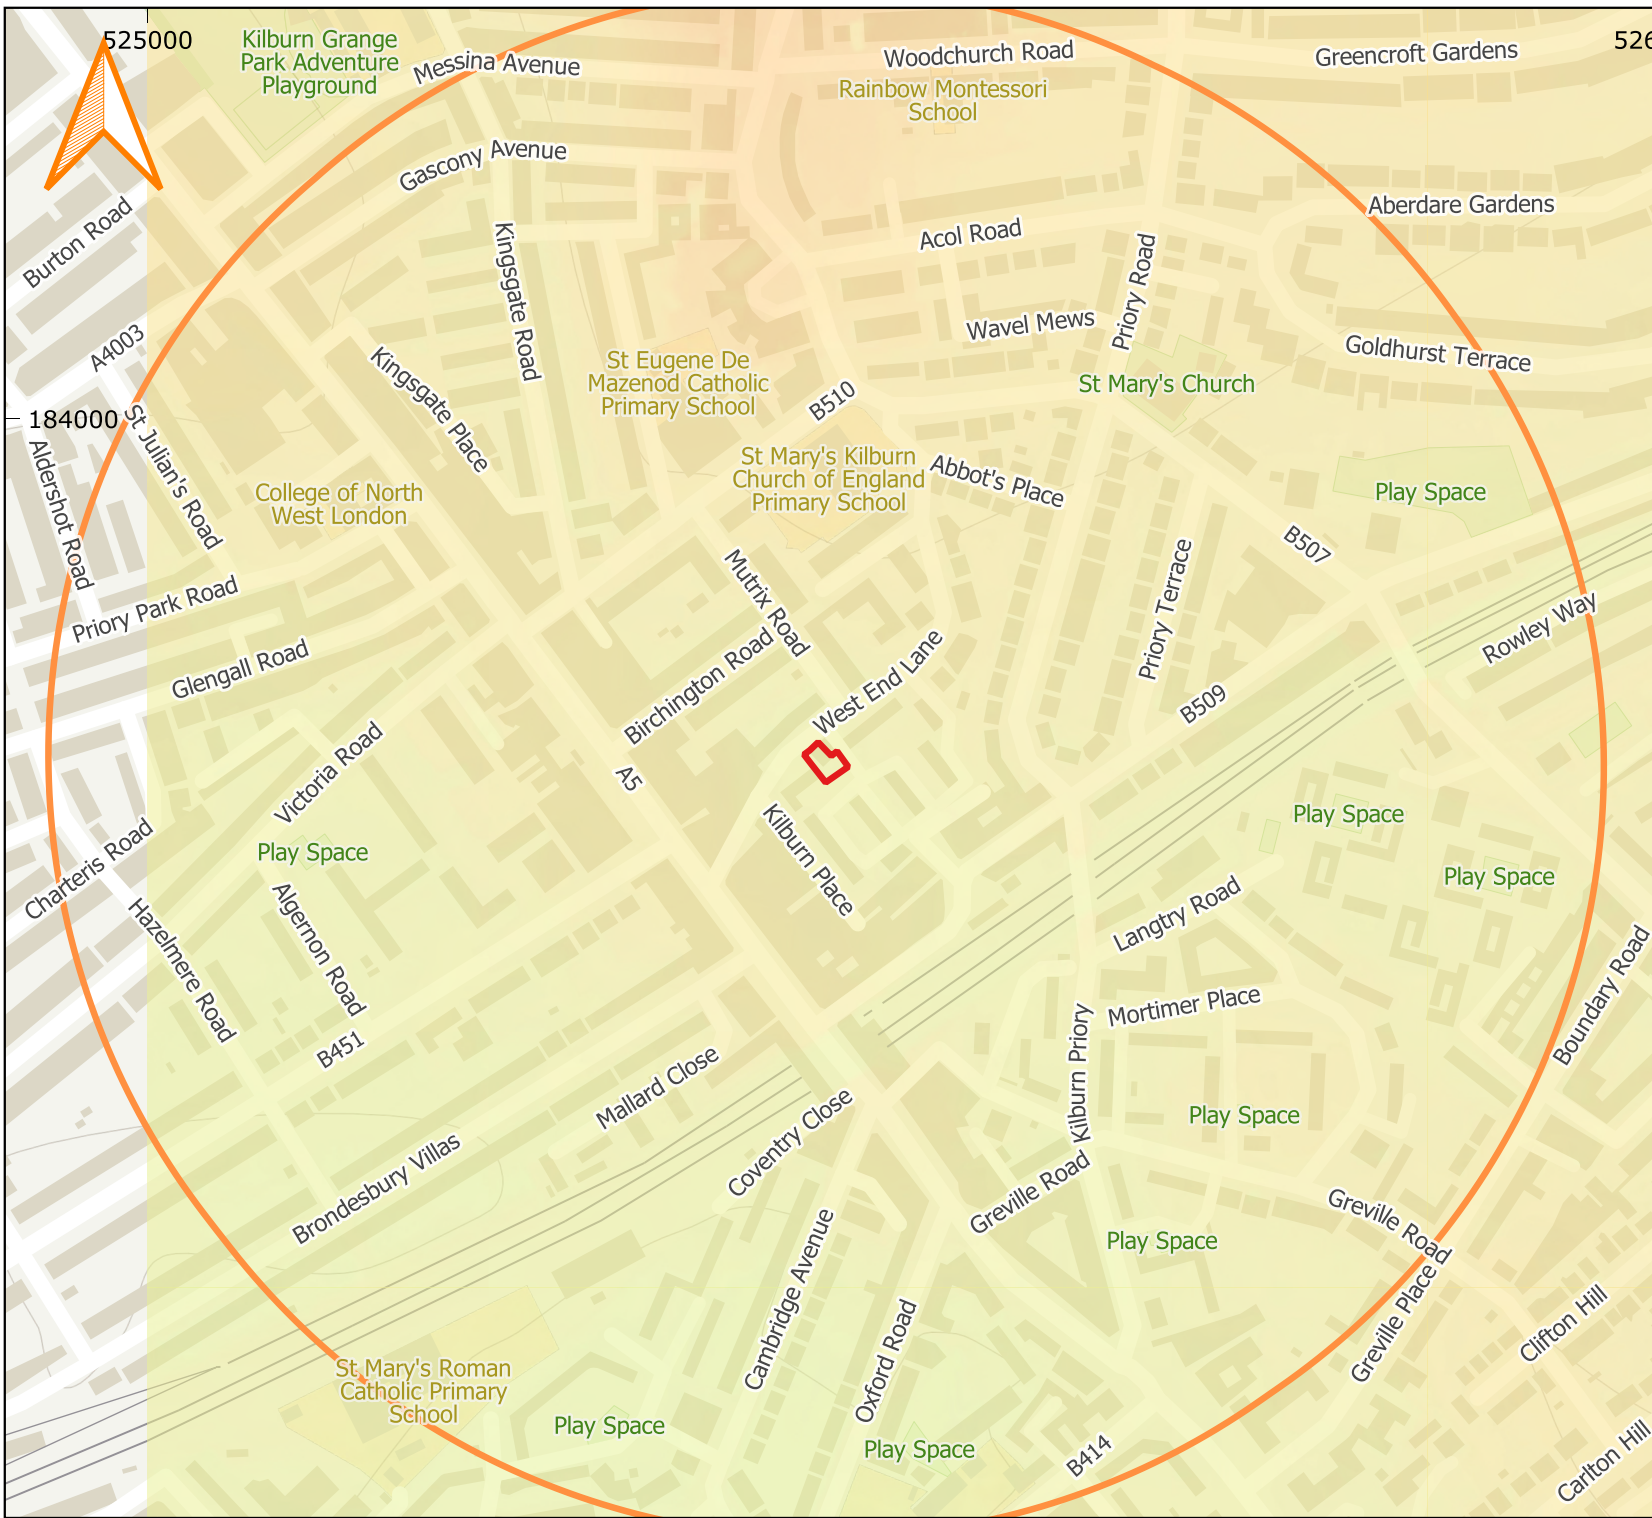 525000
526
Kilburn Grange
Park Adventure
Playground
Messina Avenue
Woodchurch Road
Greencroft Gardens
Rainbow Montessori
School
Gascony Avenue
Burton Road
Aberdare Gardens
Acol Road
Kingsgate Road
Priory Road
Wavel Mews
A4003
Goldhurst Terrace
Kingsgate Place
St Eugene De
Mazenod Catholic
Primary School
B510
St Mary's Church
184000
St Julian's Road
Aldershot Road
College of North
West London
St Mary's Kilburn
Church of England
Primary School
Abbot's Place
Play Space
B507
Priory Park Road
Mutrix Road
Priory Terrace
Rowley Way
Glengall Road
Birchington Road
West End Lane
B509
Victoria Road
A5
Kilburn Place
Play Space
Play Space
Play Space
Charteris Road
Algernon Road
Hazelmere Road
Langtry Road
Boundary Road
Mortimer Place
B451
Mallard Close
Kilburn Priory
Coventry Close
Play Space
Brondesbury Villas
Greville Road
Greville Road
Play Space
Cambridge Avenue
Oxford Road
Greville Place
Clifton Hill
St Mary's Roman
Catholic Primary
School
Play Space
Play Space
B414
Carlton Hill